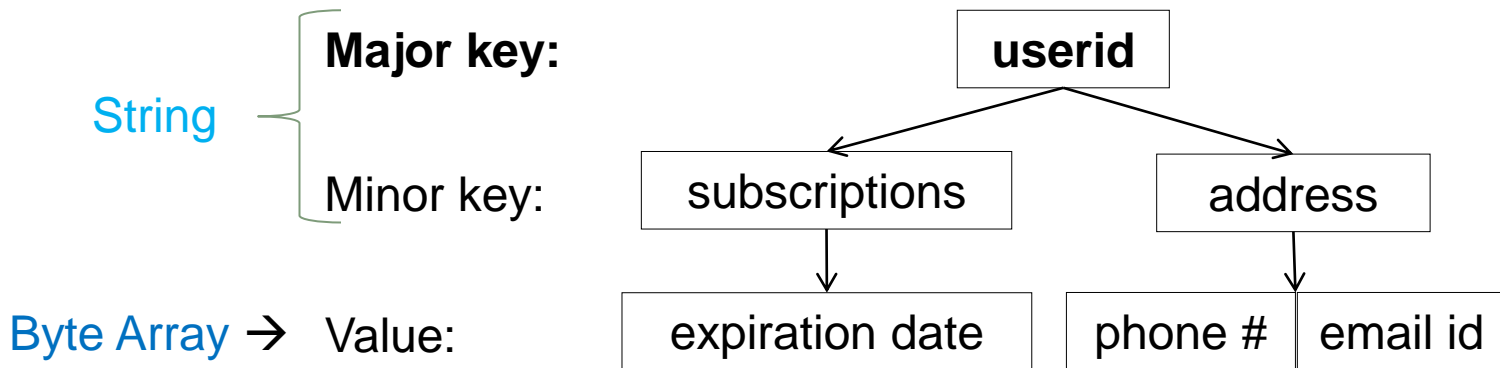 Major key: userid
String
Minor key: subscriptions address
Byte Array → Value: expiration date phone # email id